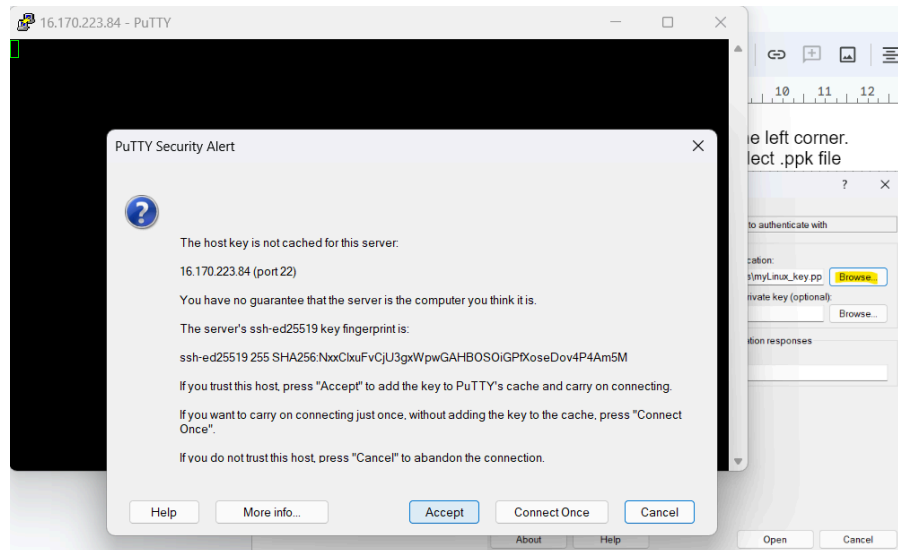 16.170.223.84 - PuTTY
10 11 12
e left corner.
lect .ppk file
PuTTY Security Alert
?
to authenticate with
The host key is not cached for this server:
cation:
16.170.223.84 (port 22)
s\myLinux_key.pp Browse...
You have no guarantee that the server is the computer you think it is.
rivate key (optional):
Browse...
The server's ssh-ed25519 key fingerprint is:
tion responses
ssh-ed25519 255 SHA256:NxxClxuFvCjU3gxWpwGAHBOSOiGPfXoseDov4P4Am5M
If you trust this host, press "Accept" to add the key to PuTTY's cache and carry on connecting.
If you want to carry on connecting just once, without adding the key to the cache, press "Connect
Once".
If you do not trust this host, press "Cancel" to abandon the connection.
Help More info... Accept Connect Once Cancel
About Help Open Cancel